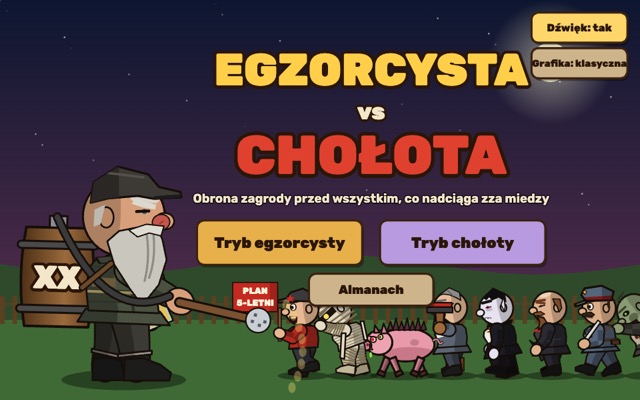 Dźwięk: tak
Grafika: klasyczna
EGZORCYSTA
VS
CHOŁOTA
Obrona zagrody przed wszystkim, co nadciąga zza miedzy
Tryb egzorcysty
Tryb chołoty
Almanach
XX
PLAN
5-LETNI